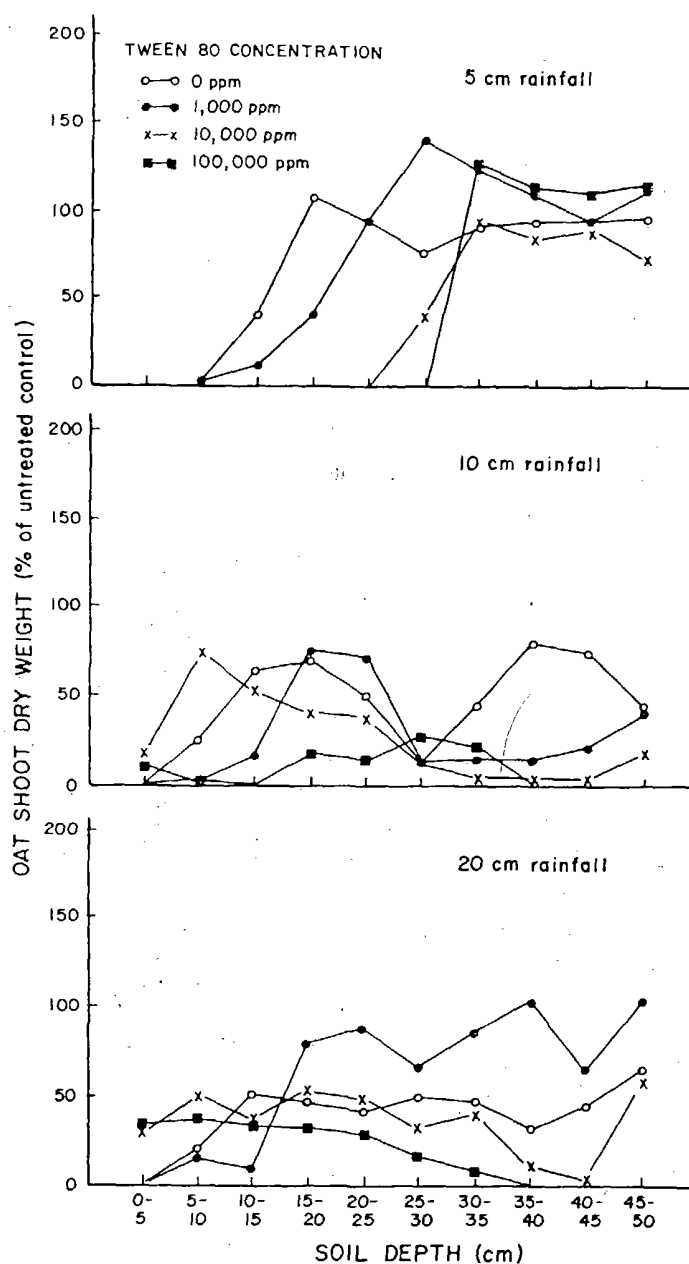 TWEEN 80 CONCENTRATION
0 ppm
1,000 ppm
10,000 ppm
100,000 ppm
5 cm rainfall
200
150
100
50
0
10 cm rainfall
200
150
100
50
0
20 cm rainfall
200
150
100
50
0
OAT SHOOT DRY WEIGHT (% of untreated control)
0- 5- 10- 15- 20- 25- 30- 35- 40- 45-
5 10 15 20 25 30 35 40 45 50
SOIL DEPTH (cm)